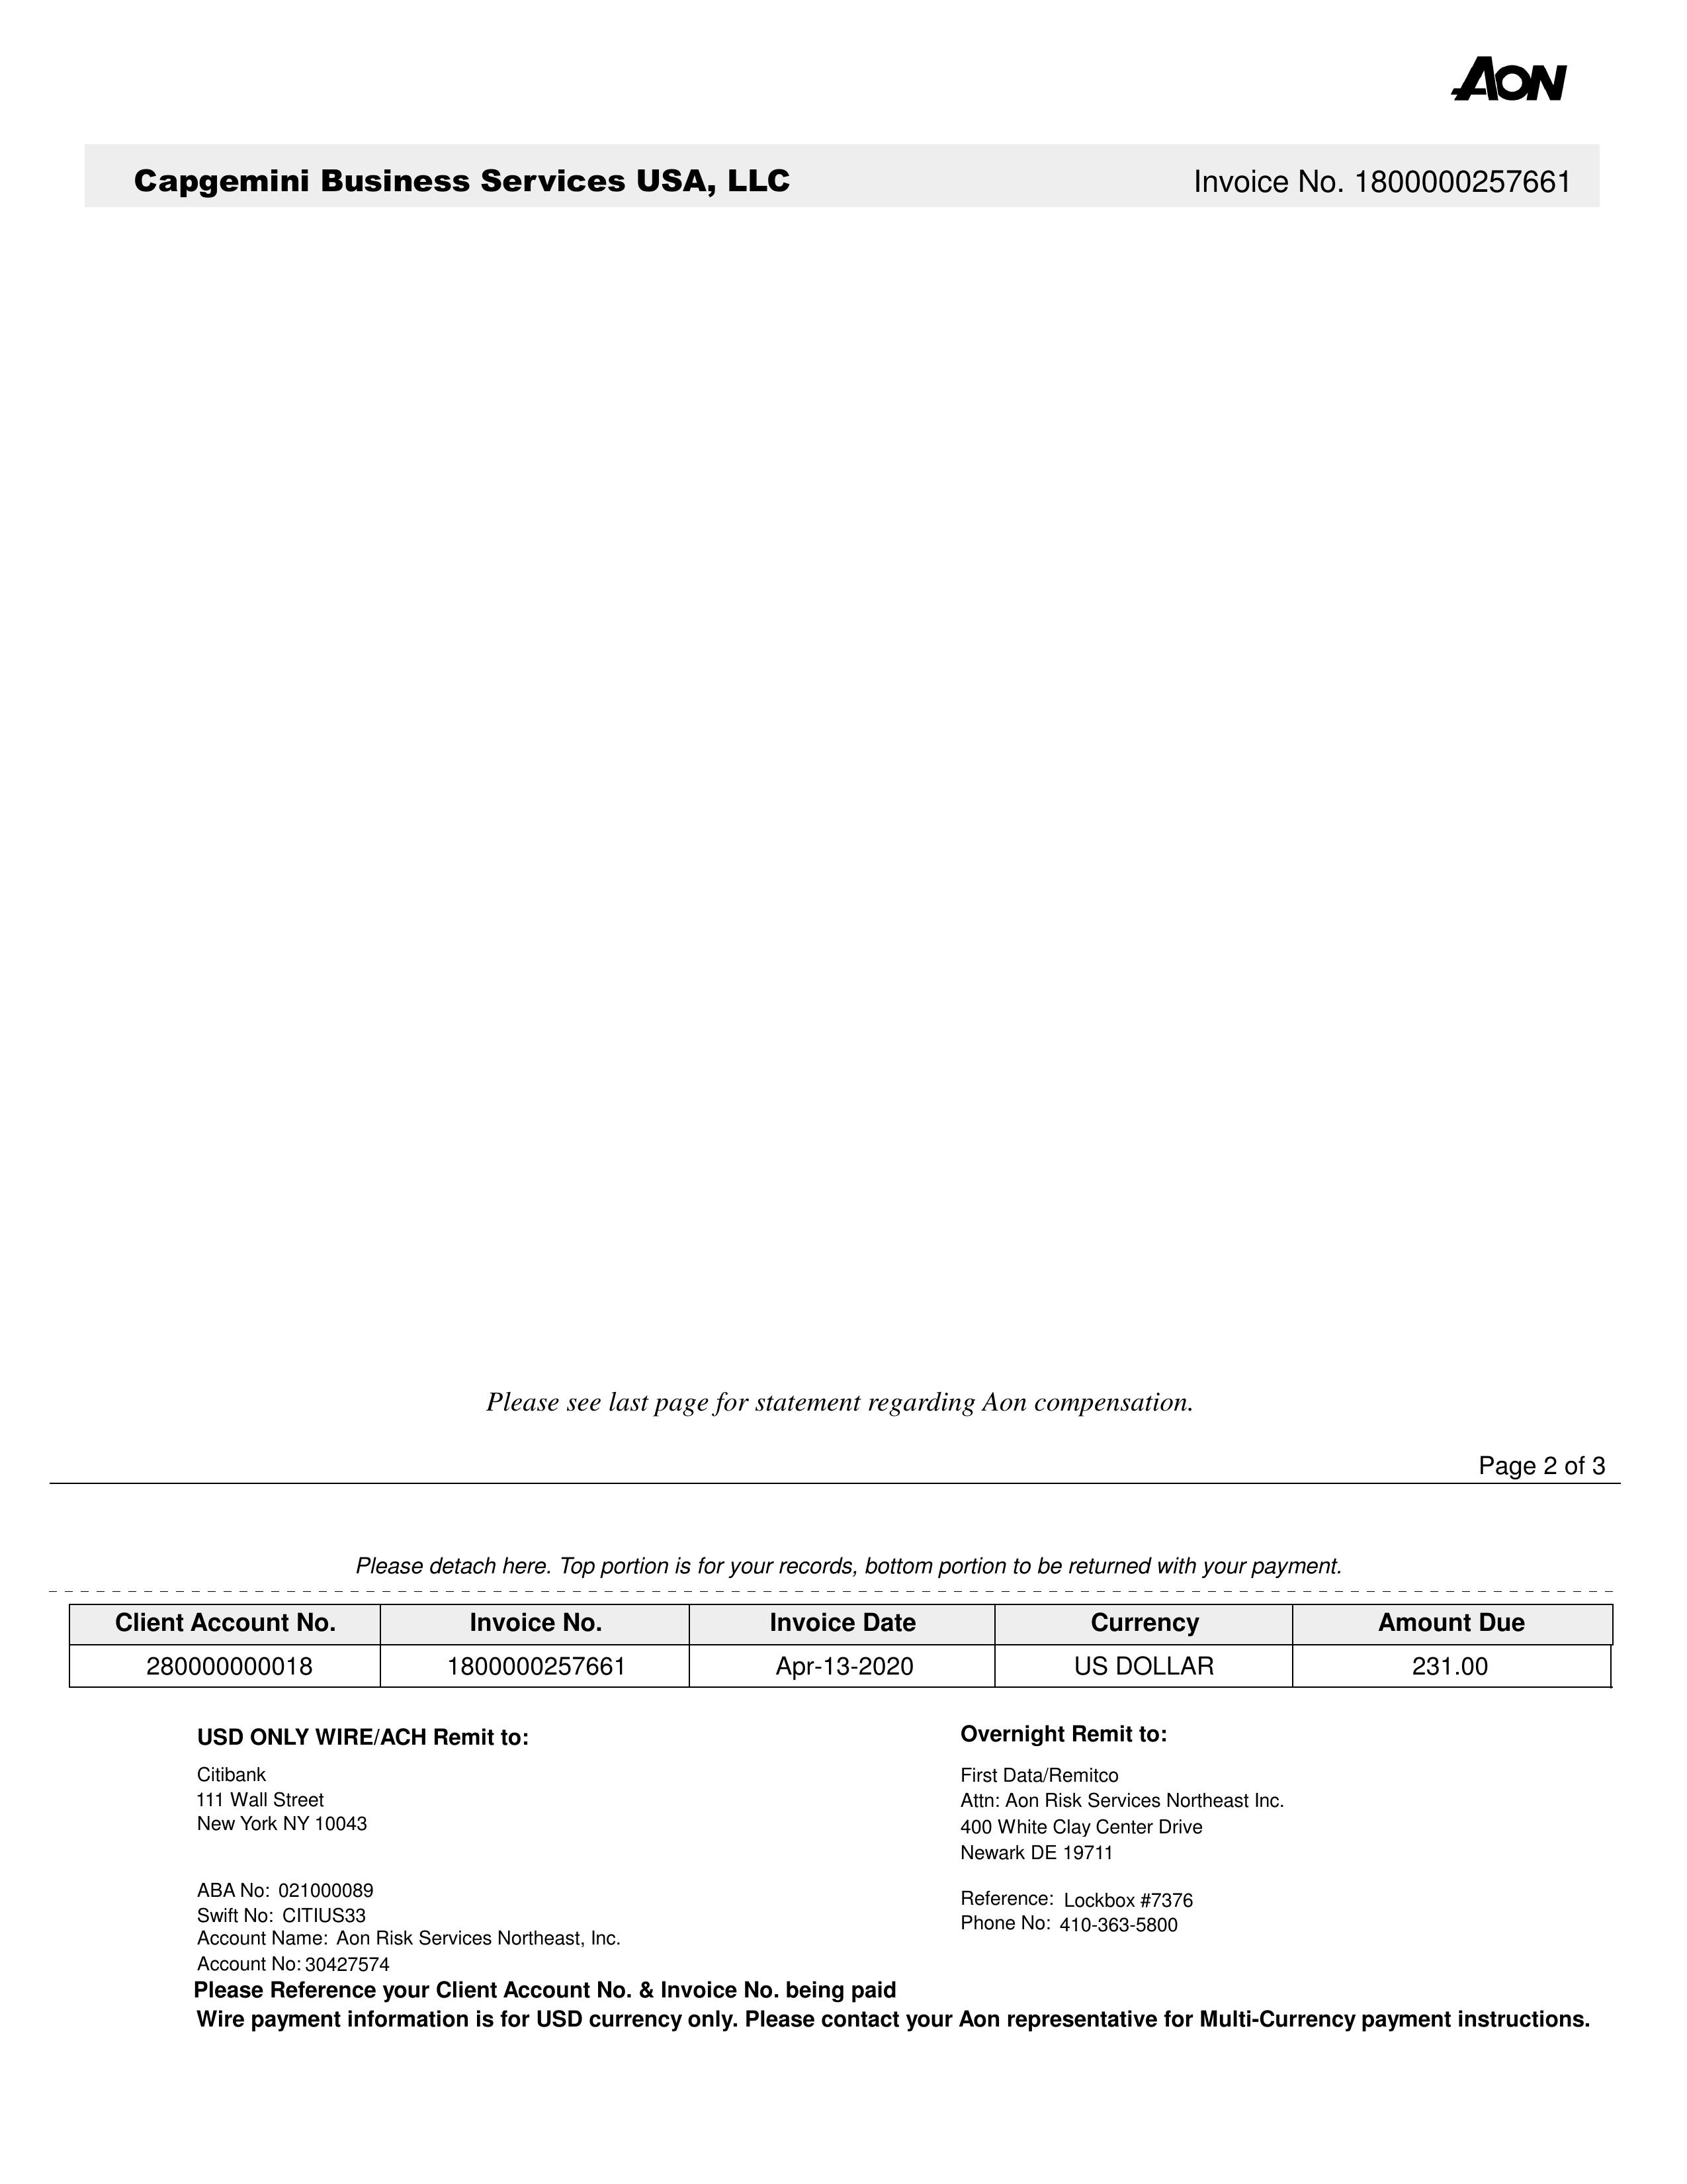 AON
Capgemini Business Services USA, LLC Invoice No. 1800000257661
Please see last page for statement regarding Aon compensation.
Page 2 of 3
Please detach here. Top portion is for your records, bottom portion to be returned with your payment.
Client Account No. Invoice No. Invoice Date Currency Amount Due
280000000018 1800000257661 Apr-13-2020 US DOLLAR 231.00
USD ONLY WIRE/ACH Remit to:
Citibank
111 Wall Street
New York NY 10043
ABA No: 021000089
Swift No: CITIUS33
Account Name: Aon Risk Services Northeast, Inc.
Account No: 30427574
Overnight Remit to:
First Data/Remitco
Attn: Aon Risk Services Northeast Inc.
400 White Clay Center Drive
Newark DE 19711
Reference: Lockbox #7376
Phone No: 410-363-5800
Please Reference your Client Account No. & Invoice No. being paid
Wire payment information is for USD currency only. Please contact your Aon representative for Multi-Currency payment instructions.